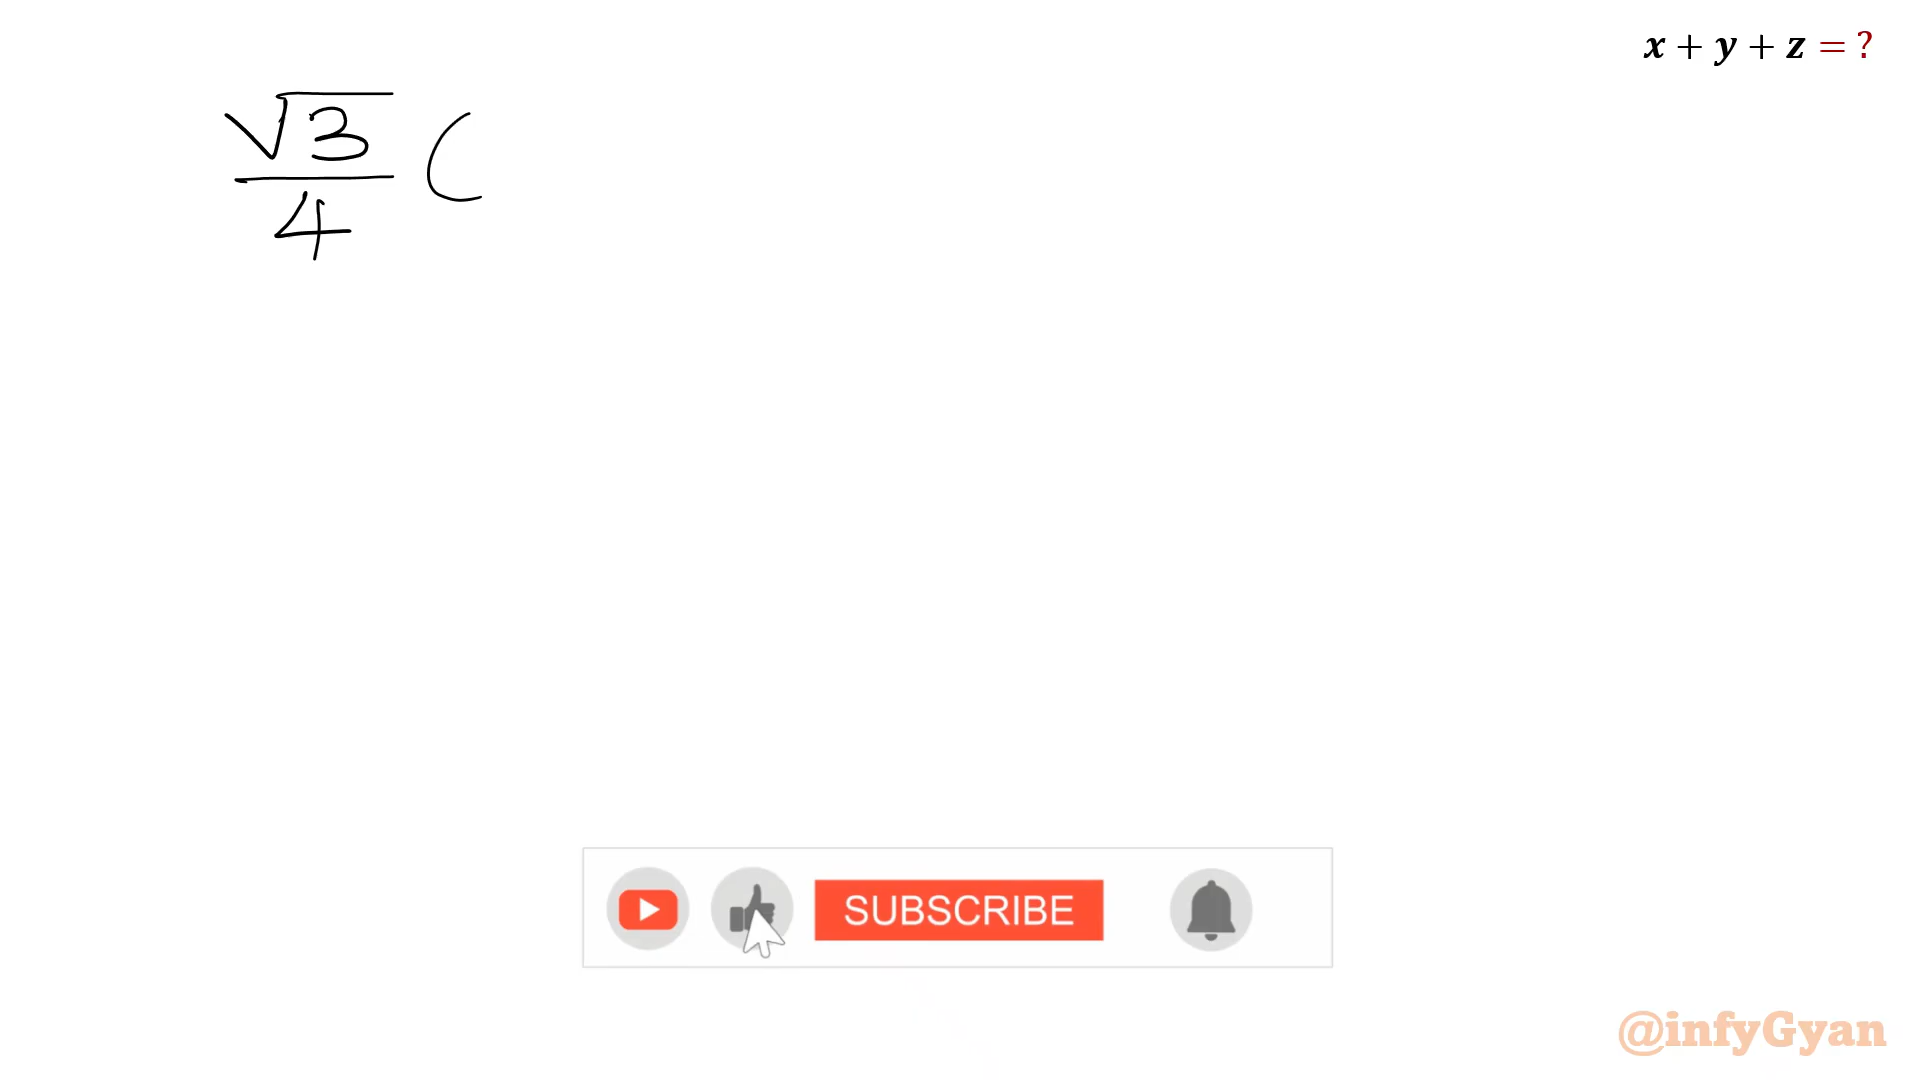 x + y + z = ?
√3/4 (
SUBSCRIBE
@infyGyan